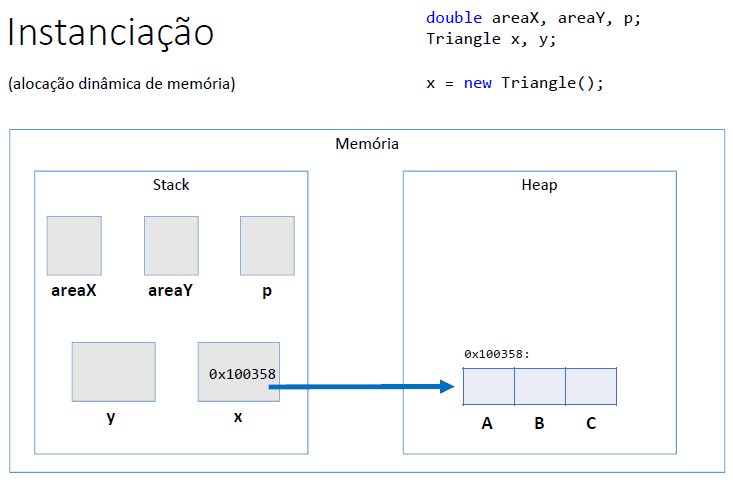 Instanciação
(alocação dinâmica de memória)
double areaX, areaY, p;
Triangle x, y;
x = new Triangle();
Memória
Stack
areaX areaY p
0x100358
y x
Heap
0x100358:
A B C